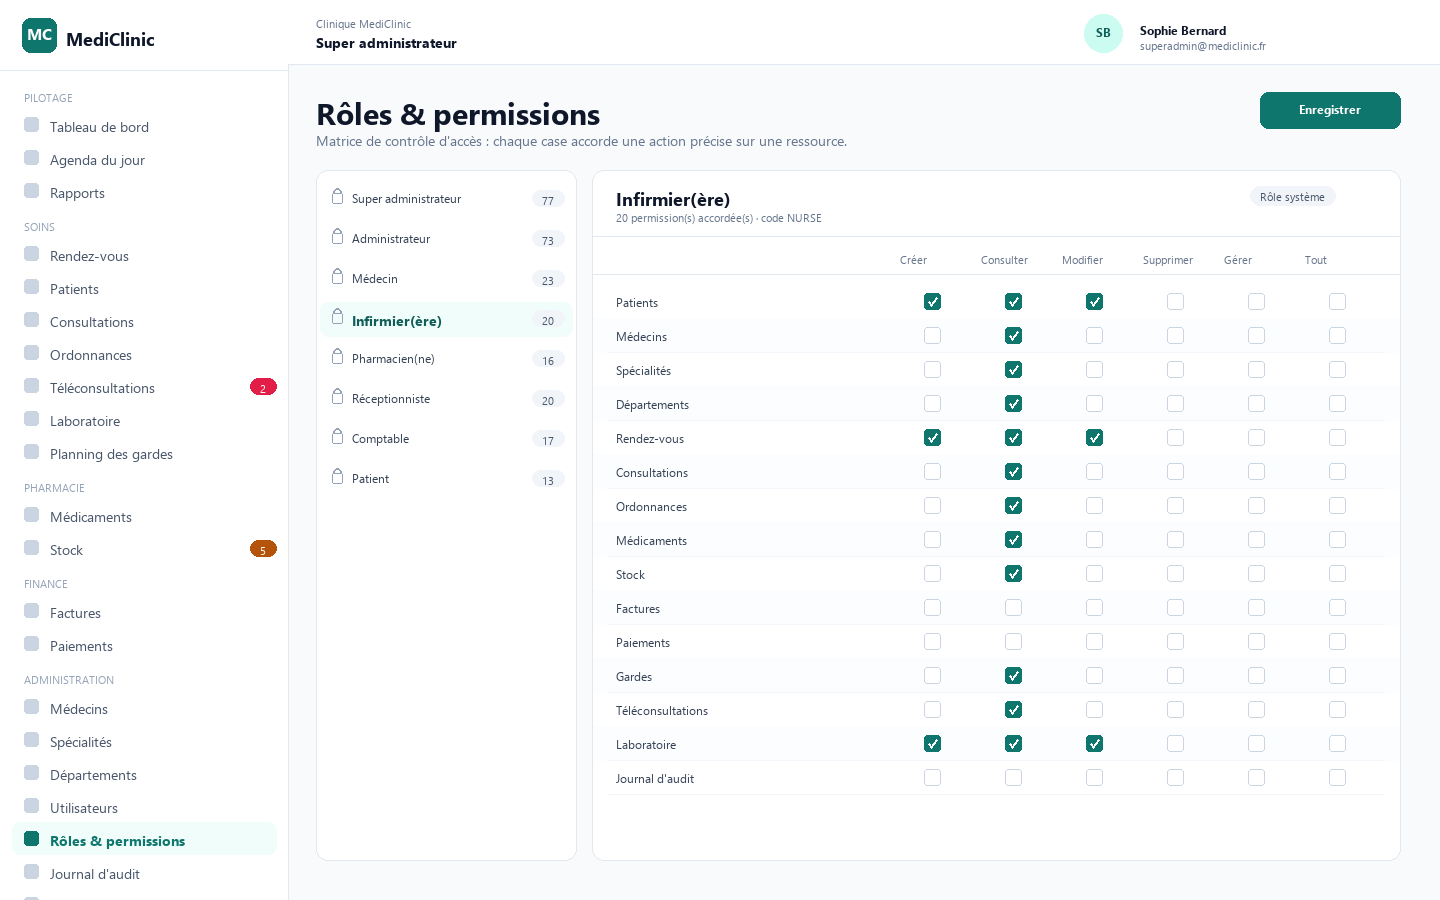 MC MediClinic
PILOTAGE
Tableau de bord
Agenda du jour
Rapports
SOINS
Rendez-vous
Patients
Consultations
Ordonnances
Téléconsultations 2
Laboratoire
Planning des gardes
PHARMACIE
Médicaments
Stock 5
FINANCE
Factures
Paiements
ADMINISTRATION
Médecins
Spécialités
Départements
Utilisateurs
Rôles & permissions
Journal d'audit
Clinique MediClinic
Super administrateur
SB
Sophie Bernard
superadmin@mediclinic.fr
Rôles & permissions
Matrice de contrôle d'accès : chaque case accorde une action précise sur une ressource.
Enregistrer
Super administrateur 77
Administrateur 73
Médecin 23
Infirmier(ère) 20
Pharmacien(ne) 16
Réceptionniste 20
Comptable 17
Patient 13
Infirmier(ère)
20 permission(s) accordée(s) · code NURSE
Rôle système
Créer Consulter Modifier Supprimer Gérer Tout
Patients
Médecins
Spécialités
Départements
Rendez-vous
Consultations
Ordonnances
Médicaments
Stock
Factures
Paiements
Gardes
Téléconsultations
Laboratoire
Journal d'audit